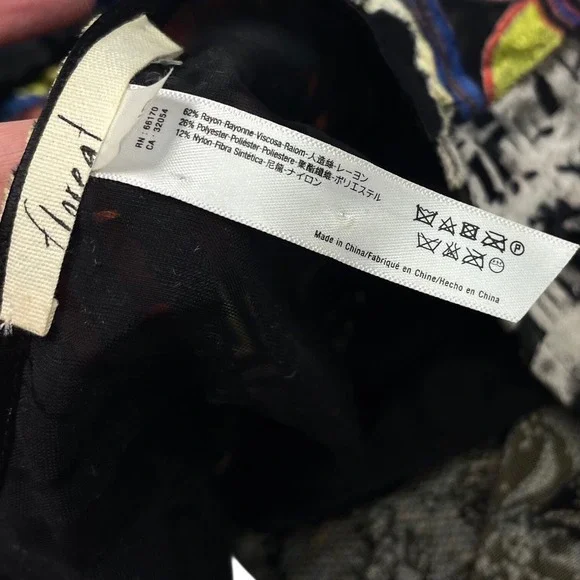 floreat
RN : 66170
CA 32054
62% Rayon-Rayonne-Viscosa-Raiom-人造絲-レーヨン
26% Polyester-Poliéster-Poliestere-聚酯纖維-ポリエステル
12% Nylon-Fibra Sintética-尼龍-ナイロン
P
Made in China/Fabriqué en Chine/Hecho en China